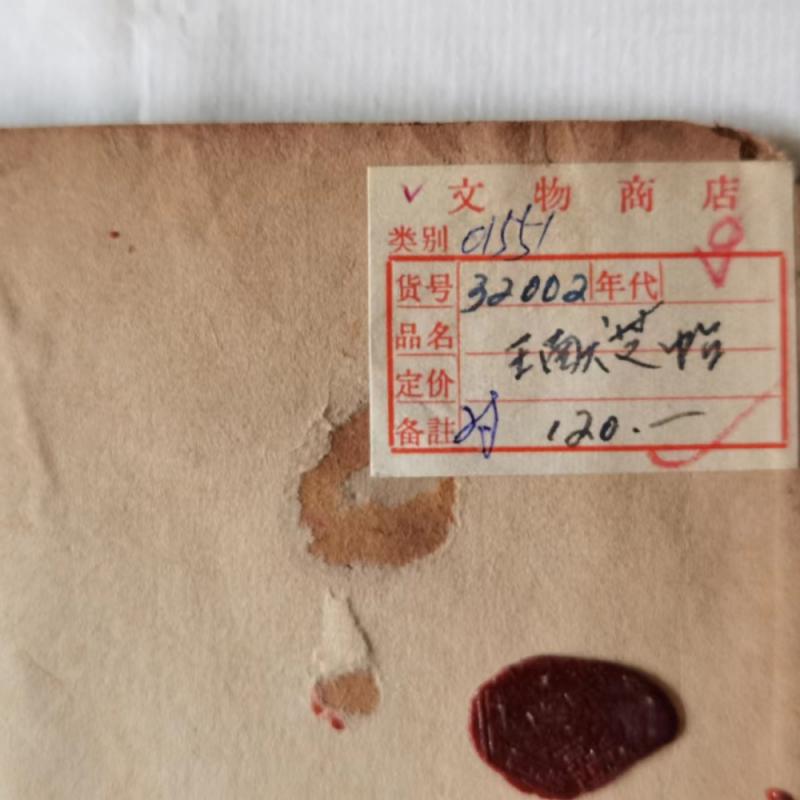 文物商店
类别 01551
货号 32002 年代
品名
定价
备註 120.—